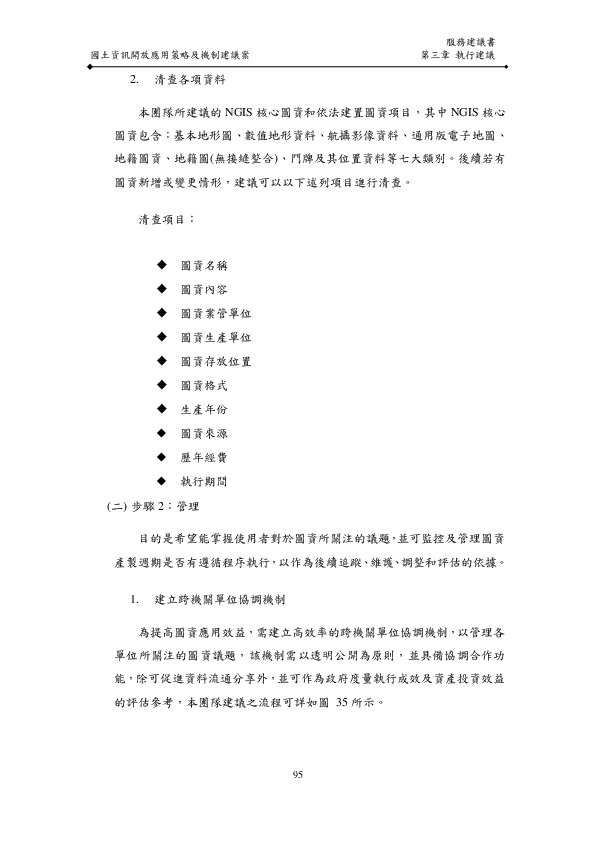 服務建議書
國土資訊開放應用策略及機制建議案 第三章 執行建議
2. 清查各項資料
本團隊所建議的 NGIS 核心圖資和依法建置圖資項目，其中 NGIS 核心
圖資包含：基本地形圖、數值地形資料、航攝影像資料、通用版電子地圖、
地籍圖資、地籍圖(無接縫整合)、門牌及其位置資料等七大類別。後續若有
圖資新增或變更情形，建議可以以下述列項目進行清查。
清查項目：
◆ 圖資名稱
◆ 圖資內容
◆ 圖資業管單位
◆ 圖資生產單位
◆ 圖資存放位置
◆ 圖資格式
◆ 生產年份
◆ 圖資來源
◆ 歷年經費
◆ 執行期間
(二) 步驟 2：管理
目的是希望能掌握使用者對於圖資所關注的議題，並可監控及管理圖資
產製週期是否有遵循程序執行，以作為後續追蹤、維護、調整和評估的依據。
1. 建立跨機關單位協調機制
為提高圖資應用效益，需建立高效率的跨機關單位協調機制，以管理各
單位所關注的圖資議題，該機制需以透明公開為原則，並具備協調合作功
能，除可促進資料流通分享外，並可作為政府度量執行成效及資產投資效益
的評估參考，本團隊建議之流程可詳如圖 35 所示。
95